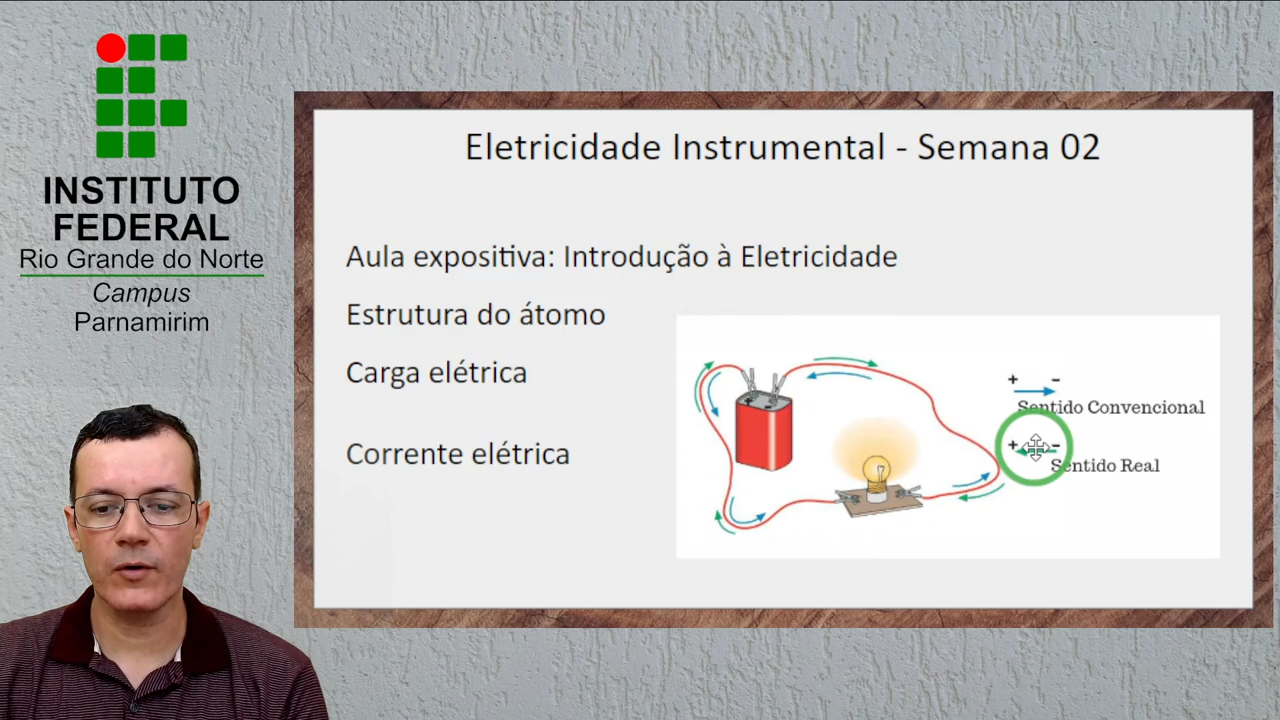 INSTITUTO
FEDERAL
Rio Grande do Norte
Campus
Parnamirim
Eletricidade Instrumental - Semana 02
Aula expositiva: Introdução à Eletricidade
Estrutura do átomo
Carga elétrica
Corrente elétrica
+ -
Sentido Convencional
+ -
Sentido Real